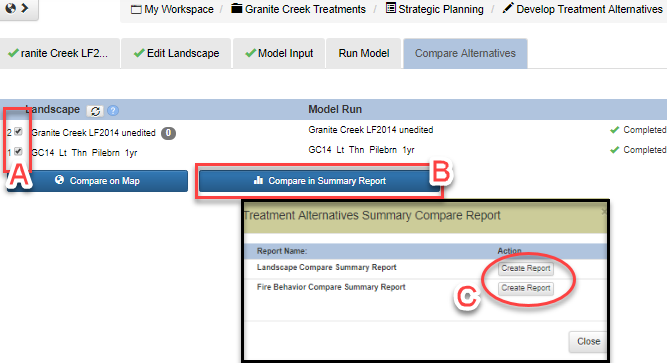 My Workspace / Granite Creek Treatments / Strategic Planning / Develop Treatment Alternatives
ranite Creek LF2... Edit Landscape Model Input Run Model Compare Alternatives
Landscape ? Model Run
2 Granite Creek LF2014 unedited 0 Granite Creek LF2014 unedited Completed
1 GC14 Lt Thn Pilebrn 1yr GC14 Lt Thn Pilebrn 1yr Completed
A
Compare on Map Compare in Summary Report B
Treatment Alternatives Summary Compare Report
Report Name: Action
Landscape Compare Summary Report Create Report
Fire Behavior Compare Summary Report Create Report
C
Close